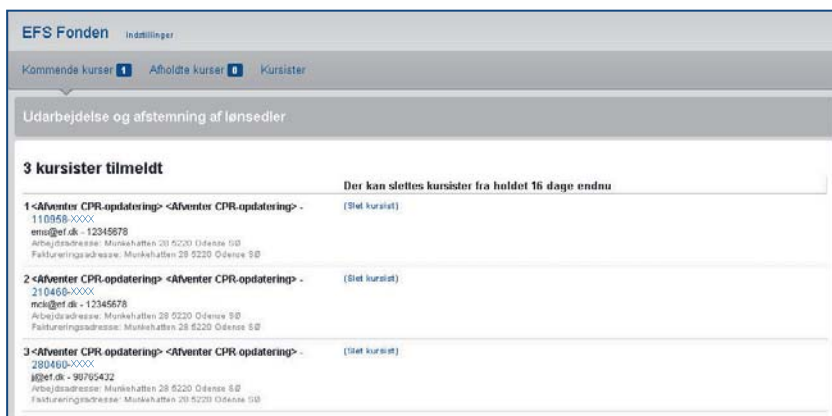 EFS Fonden Indstillinger
Kommende kurser 1 Afholdte kurser 0 Kursister
Udarbejdelse og afstemning af lønsedler
3 kursister tilmeldt
Der kan slettes kursister fra holdet 16 dage endnu
1 <Afventer CPR-opdatering> <Afventer CPR-opdatering> - (Slet kursist)
110958-XXXX
ems@ef.dk - 12345678
Arbejdsadresse: Munkehatten 28 5220 Odense SØ
Faktureringsadresse: Munkehatten 28 5220 Odense SØ
2 <Afventer CPR-opdatering> <Afventer CPR-opdatering> - (Slet kursist)
210460-XXXX
mck@ef.dk - 12345678
Arbejdsadresse: Munkehatten 28 5220 Odense SØ
Faktureringsadresse: Munkehatten 28 5220 Odense SØ
3 <Afventer CPR-opdatering> <Afventer CPR-opdatering> - (Slet kursist)
280460-XXXX
jj@ef.dk - 98765432
Arbejdsadresse: Munkehatten 28 5220 Odense SØ
Faktureringsadresse: Munkehatten 28 5220 Odense SØ